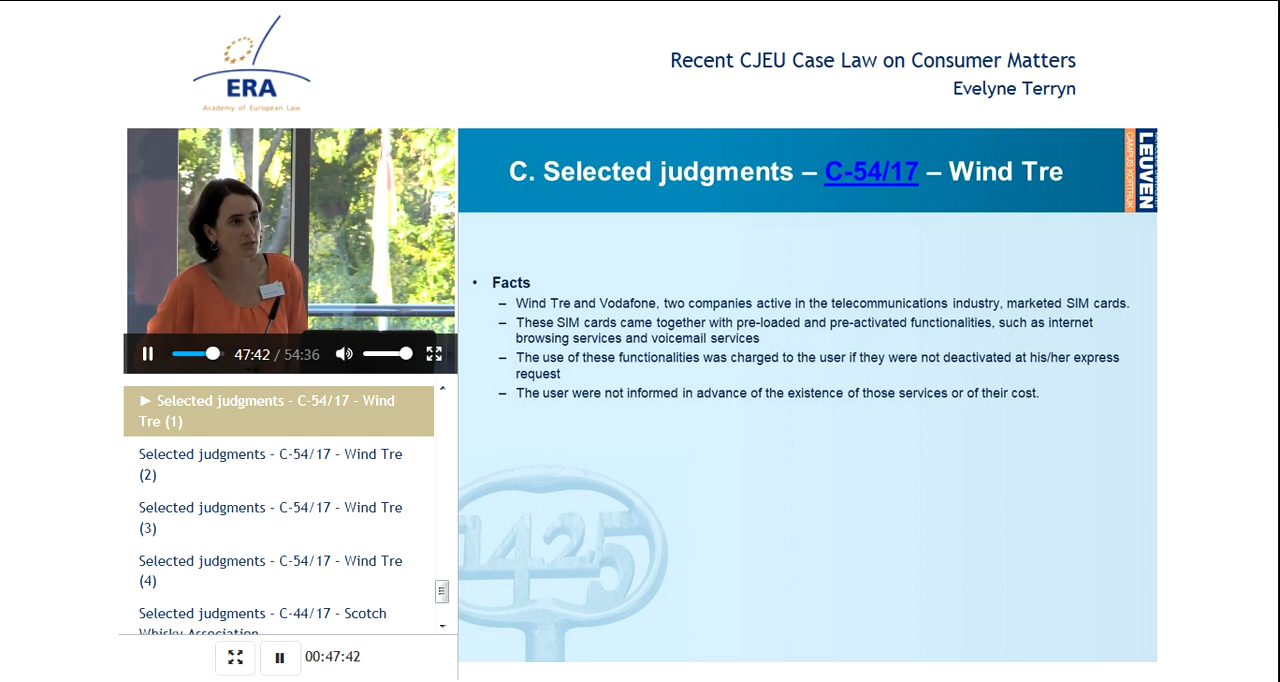 ERA
Academy of European Law
Recent CJEU Case Law on Consumer Matters
Evelyne Terryn
C. Selected judgments – C-54/17 – Wind Tre
LEUVEN
CAMPUS KORTRIJK
• Facts
– Wind Tre and Vodafone, two companies active in the telecommunications industry, marketed SIM cards.
– These SIM cards came together with pre-loaded and pre-activated functionalities, such as internet
browsing services and voicemail services
– The use of these functionalities was charged to the user if they were not deactivated at his/her express
request
– The user were not informed in advance of the existence of those services or of their cost.
1425
47:42 / 54:36
► Selected judgments - C-54/17 - Wind
Tre (1)
Selected judgments - C-54/17 - Wind Tre
(2)
Selected judgments - C-54/17 - Wind Tre
(3)
Selected judgments - C-54/17 - Wind Tre
(4)
Selected judgments - C-44/17 - Scotch
Whisky Association
00:47:42